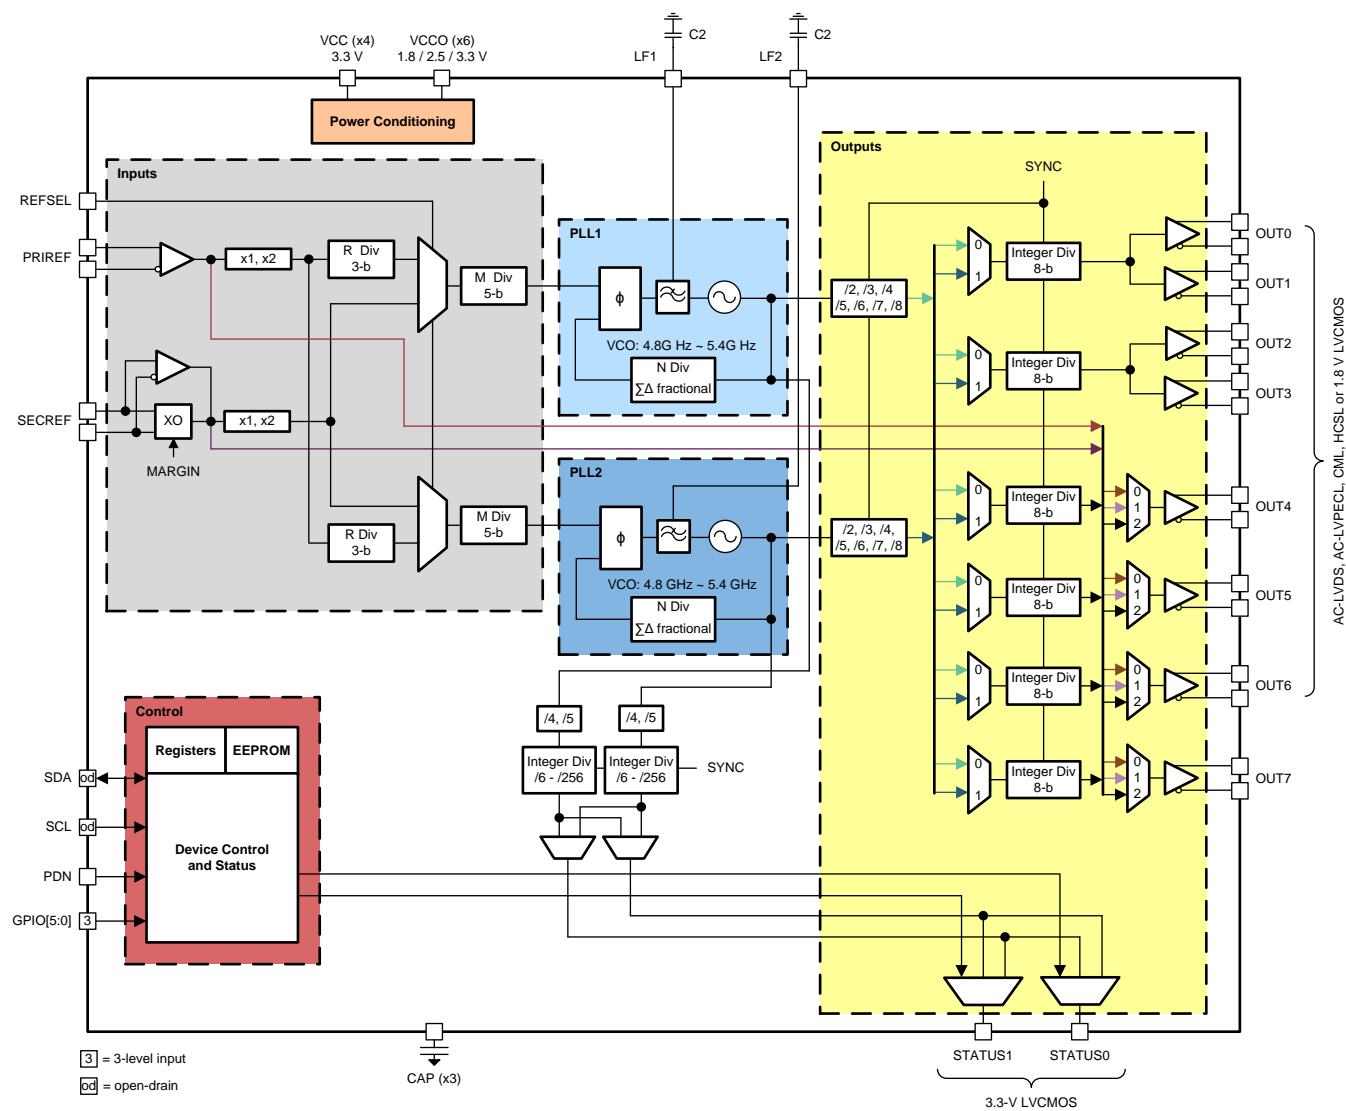 C2
C2
VCC (x4)
3.3 V
VCCO (x6)
1.8 / 2.5 / 3.3 V
LF1
LF2
Power Conditioning
Inputs
REFSEL
PRIREF
x1, x2
R Div
3-b
M Div
5-b
SECREF
XO
x1, x2
MARGIN
R Div
3-b
M Div
5-b
PLL1
ϕ
VCO: 4.8G Hz ~ 5.4G Hz
N Div
∑Δ fractional
PLL2
ϕ
VCO: 4.8 GHz ~ 5.4 GHz
N Div
∑Δ fractional
/4, /5
/4, /5
Integer Div
/6 - /256
Integer Div
/6 - /256
SYNC
Outputs
SYNC
/2, /3, /4
/5, /6, /7, /8
/2, /3, /4,
/5, /6, /7, /8
0
1
Integer Div
8-b
OUT0
OUT1
0
1
Integer Div
8-b
OUT2
OUT3
0
1
Integer Div
8-b
0
1
2
OUT4
0
1
Integer Div
8-b
0
1
2
OUT5
0
1
Integer Div
8-b
0
1
2
OUT6
0
1
Integer Div
8-b
0
1
2
OUT7
AC-LVDS, AC-LVPECL, CML, HCSL or 1.8 V LVCMOS
Control
Registers
EEPROM
Device Control
and Status
SDA
od
SCL
od
PDN
GPIO[5:0]
3
STATUS1
STATUS0
3.3-V LVCMOS
CAP (x3)
3 = 3-level input
od = open-drain